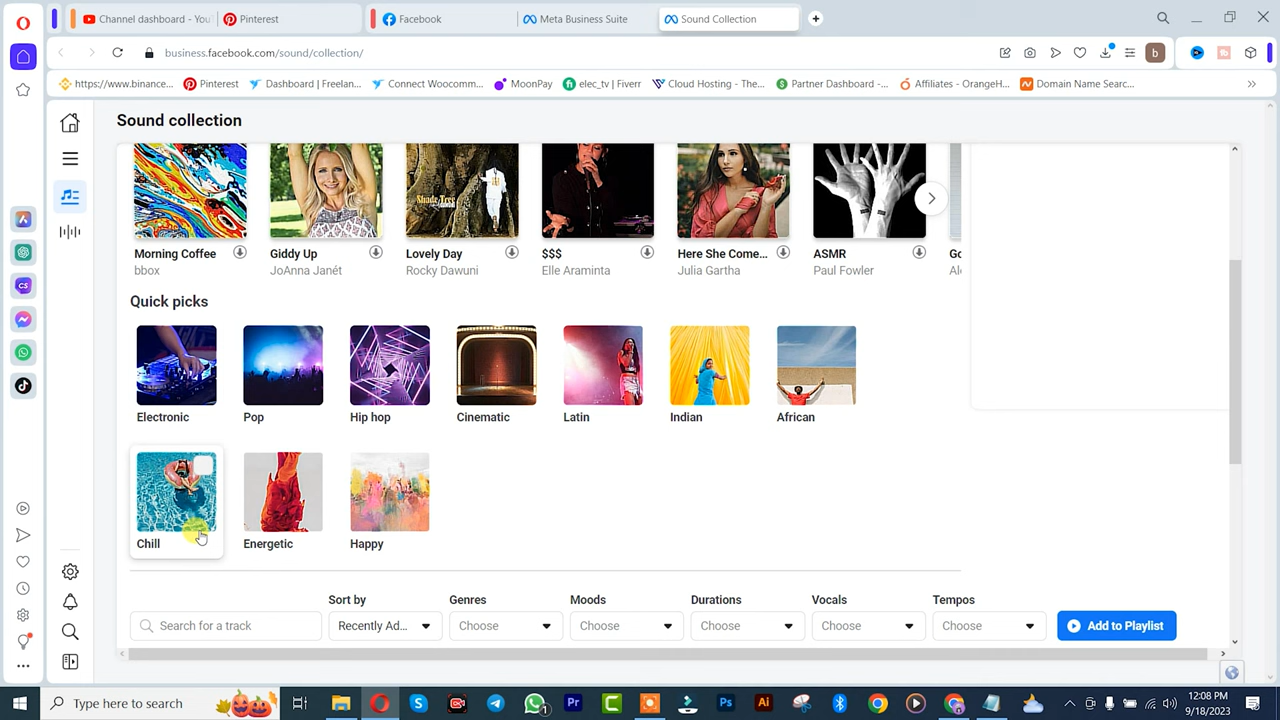 Channel dashboard - You
Pinterest
Facebook
Meta Business Suite
Sound Collection
business.facebook.com/sound/collection/
b
https://www.binance...
Pinterest
Dashboard | Freelan...
Connect Woocomm...
MoonPay
elec_tv | Fiverr
Cloud Hosting - The...
Partner Dashboard -...
Affiliates - OrangeH...
Domain Name Searc...
Sound collection
Shade Tree
Morning Coffee
bbox
Giddy Up
JoAnna Janét
Lovely Day
Rocky Dawuni
$$$
Elle Araminta
Here She Come...
Julia Gartha
ASMR
Paul Fowler
Go
Ale
Quick picks
Electronic
Pop
Hip hop
Cinematic
Latin
Indian
African
Chill
Energetic
Happy
Sort by
Genres
Moods
Durations
Vocals
Tempos
Search for a track
Recently Ad...
Choose
Choose
Choose
Choose
Choose
Add to Playlist
Type here to search
12:08 PM
9/18/2023